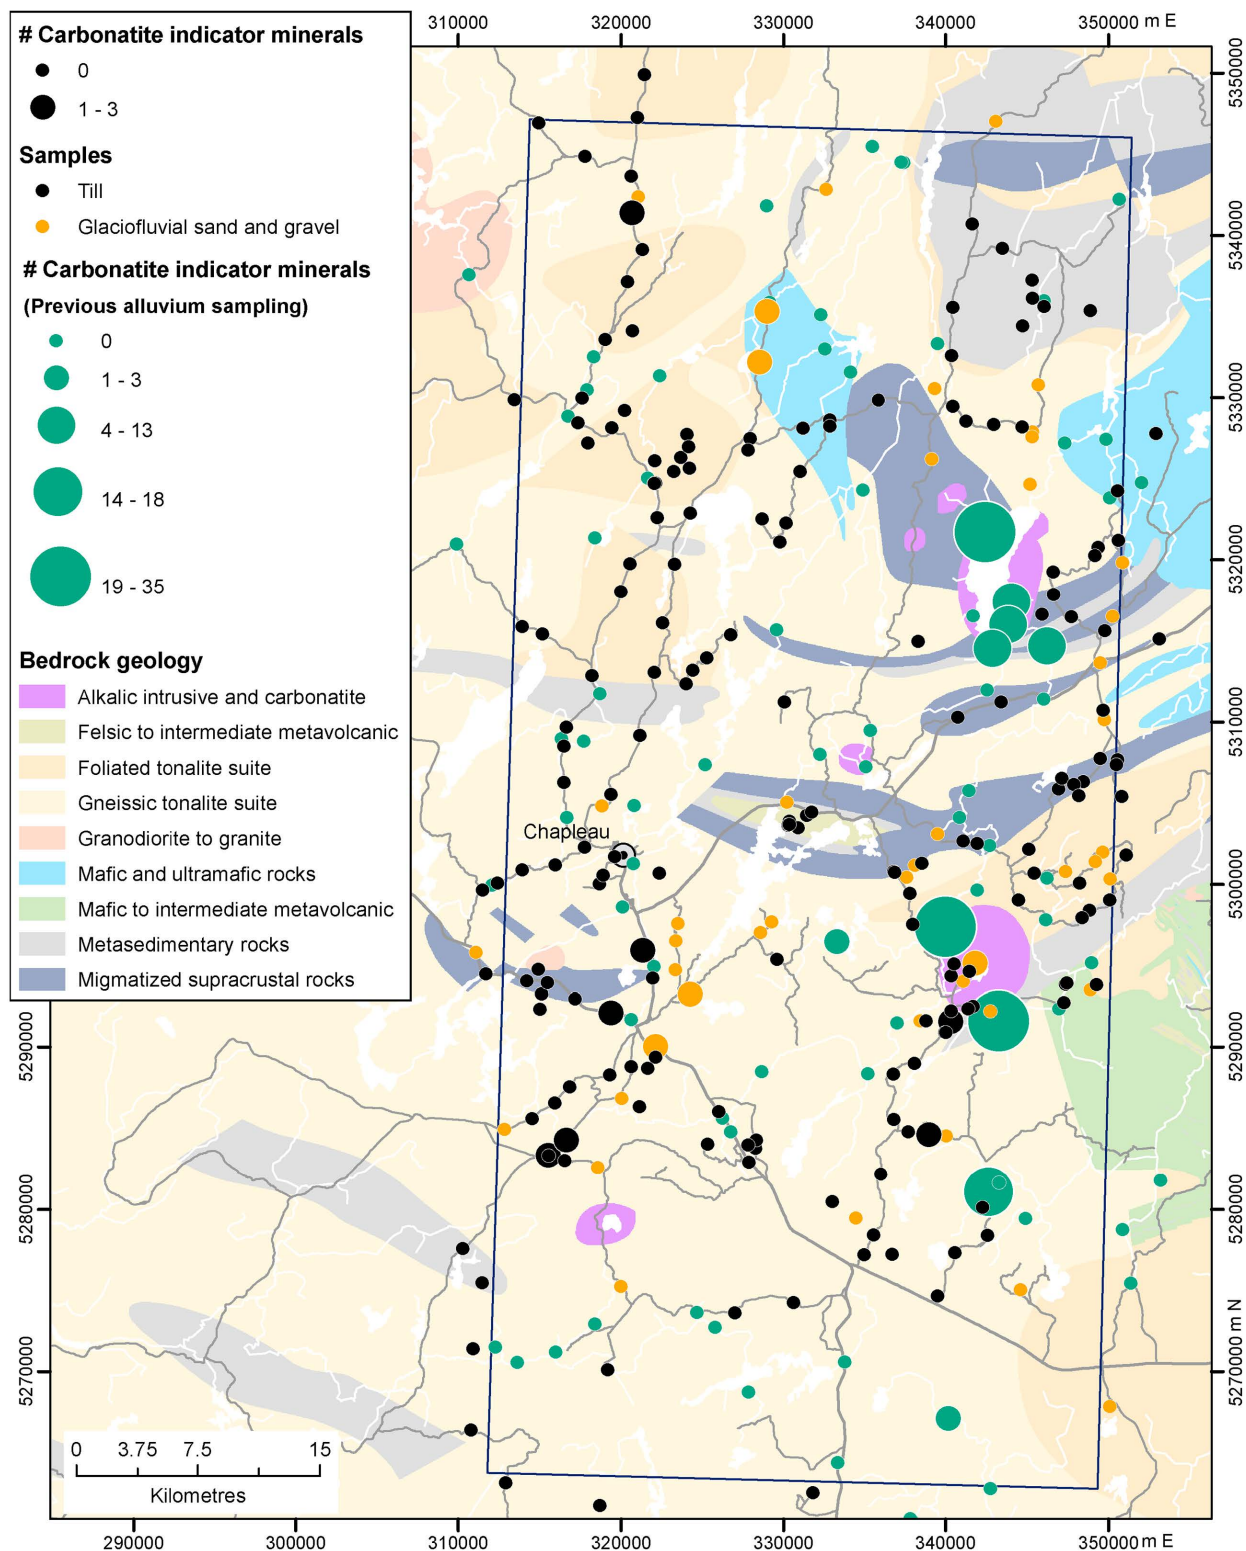 310000 320000 330000 340000 350000 m E
# Carbonatite indicator minerals
0
1 - 3
Samples
Till
Glaciofluvial sand and gravel
# Carbonatite indicator minerals
(Previous alluvium sampling)
0
1 - 3
4 - 13
14 - 18
19 - 35
Bedrock geology
Alkalic intrusive and carbonatite
Felsic to intermediate metavolcanic
Foliated tonalite suite
Gneissic tonalite suite
Granodiorite to granite
Mafic and ultramafic rocks
Mafic to intermediate metavolcanic
Metasedimentary rocks
Migmatized supracrustal rocks
Chapleau
5350000
5340000
5330000
5320000
5310000
5300000
5290000
5280000
5270000 m N
5290000
5280000
5270000
0 3.75 7.5 15
Kilometres
290000 300000 310000 320000 330000 340000 350000 m E